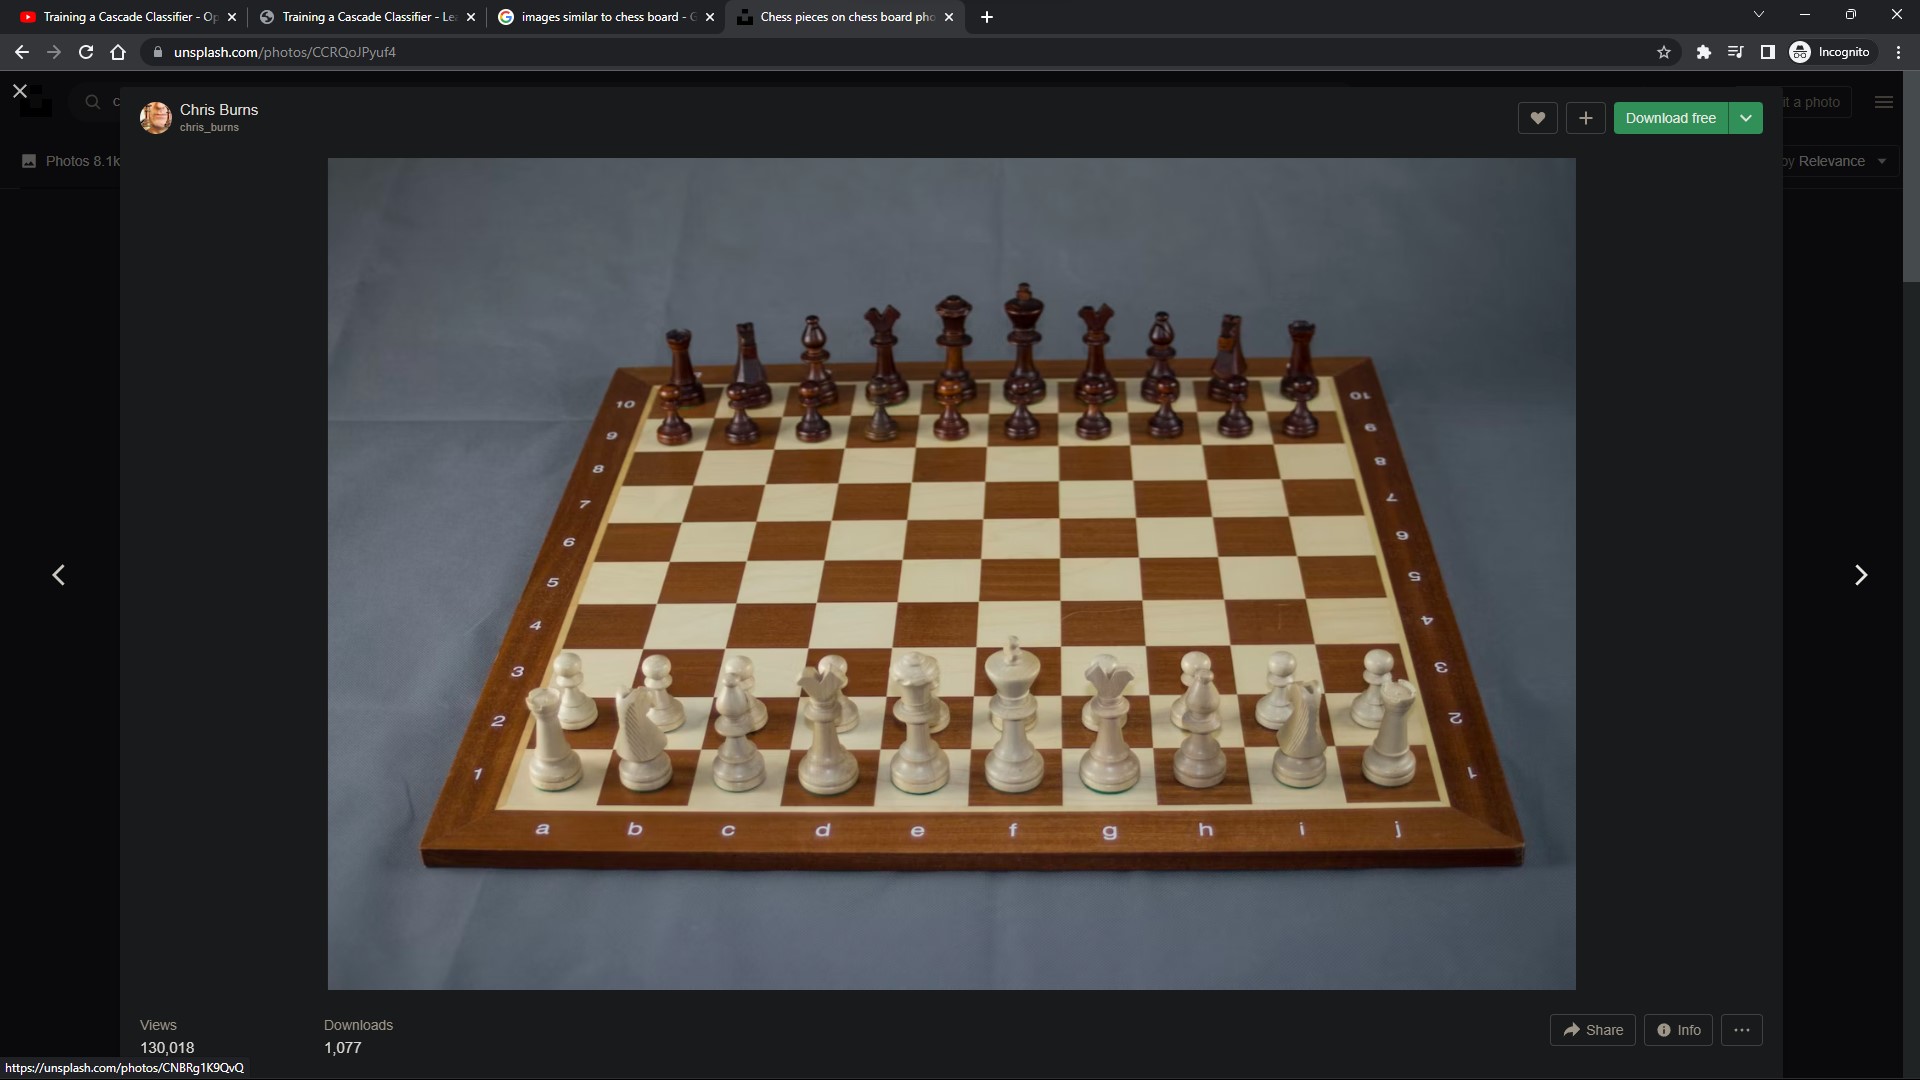 Training a Cascade Classifier - Op
Training a Cascade Classifier - Le
images similar to chess board - G
Chess pieces on chess board pho
unsplash.com/photos/CCRQoJPyuf4
Incognito
Chris Burns
chris_burns
Download free
it a photo
Photos 8.1k
by Relevance
10 10
9 9
8 8
7 7
6 6
5 5
4 4
3 3
2 2
1 1
a b c d e f g h i j
Views
130,018
Downloads
1,077
Share
Info
https://unsplash.com/photos/CNBRg1K9QvQ